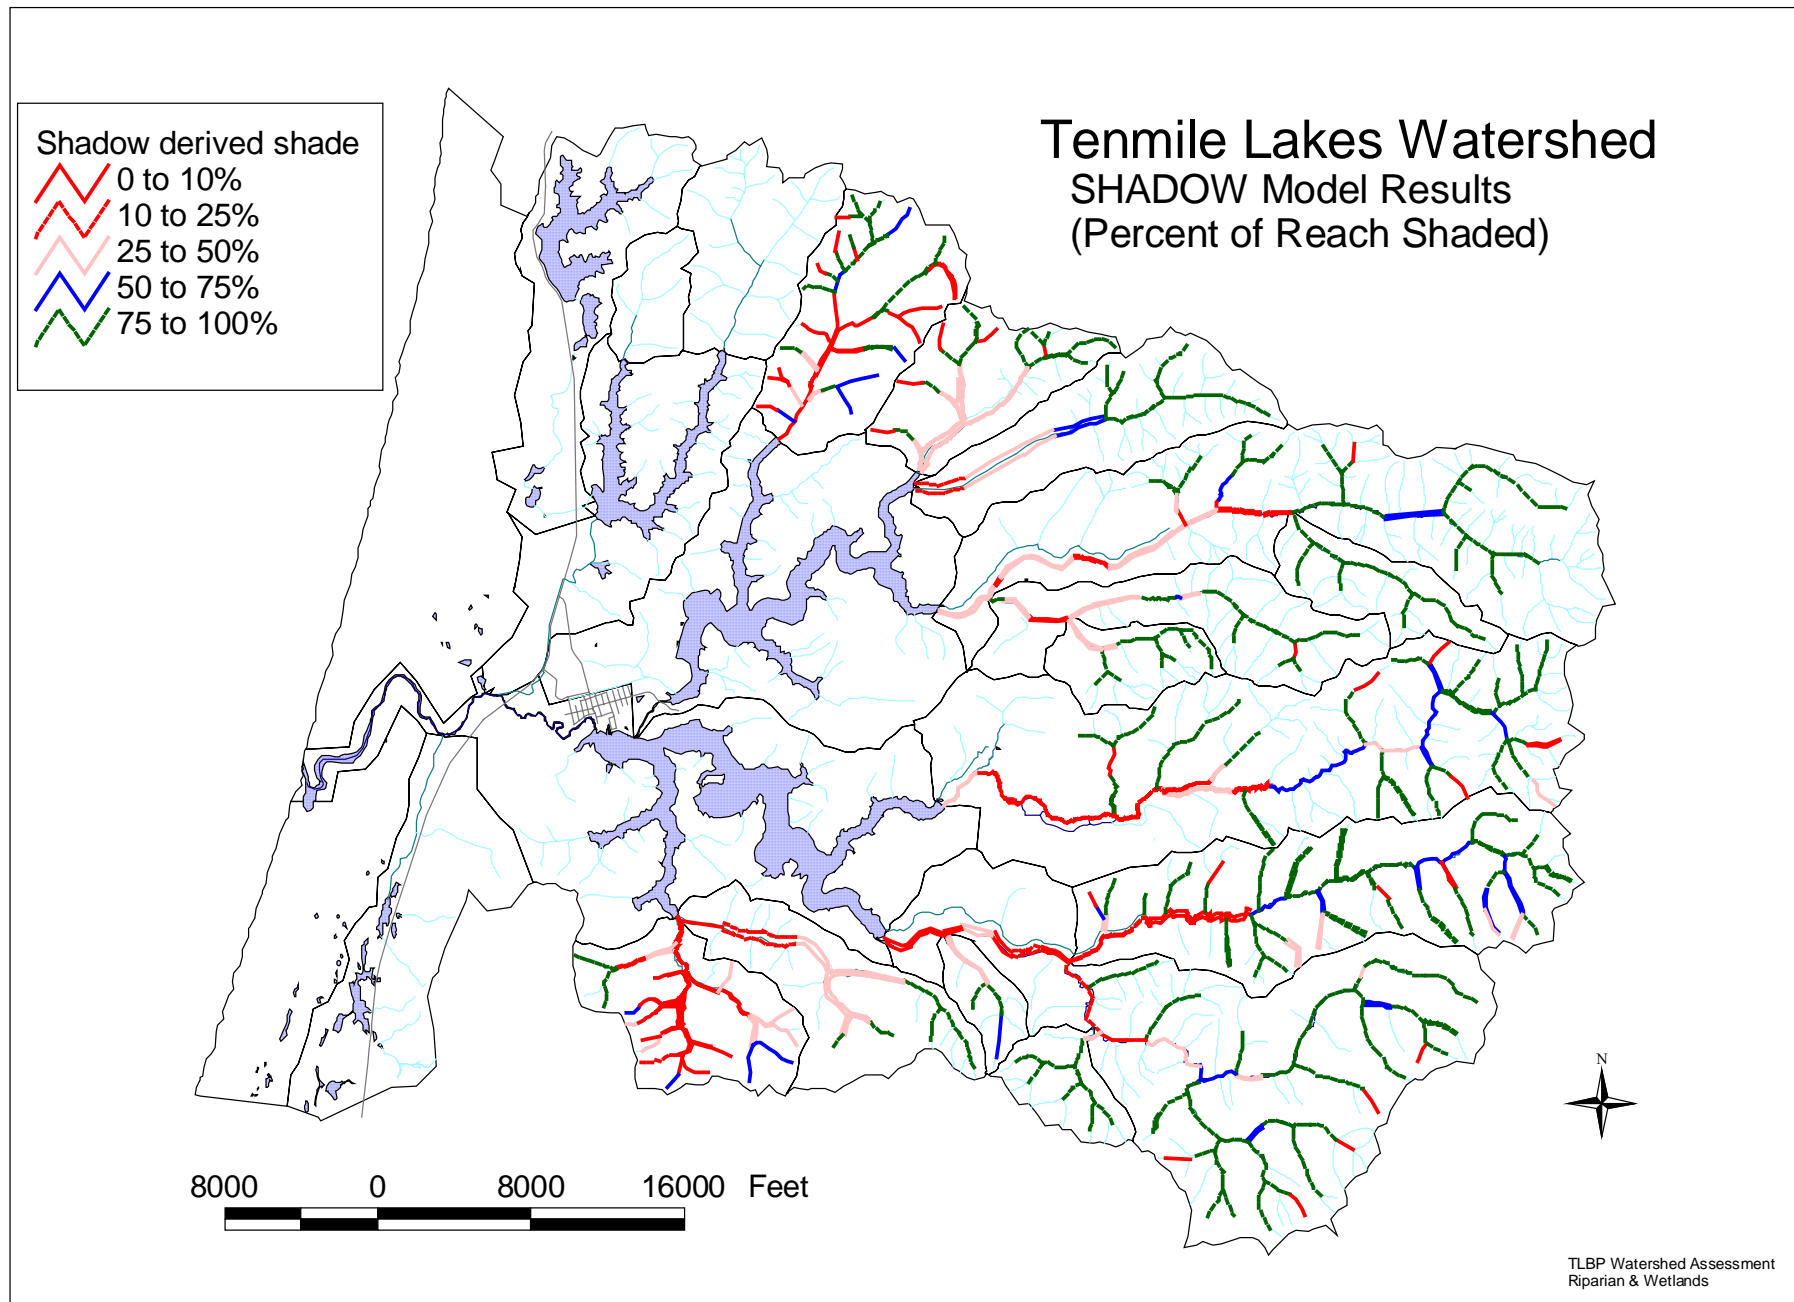 Tenmile Lakes Watershed
SHADOW Model Results
(Percent of Reach Shaded)
Shadow derived shade
0 to 10%
10 to 25%
25 to 50%
50 to 75%
75 to 100%
N
8000 0 8000 16000 Feet
TLBP Watershed Assessment
Riparian & Wetlands